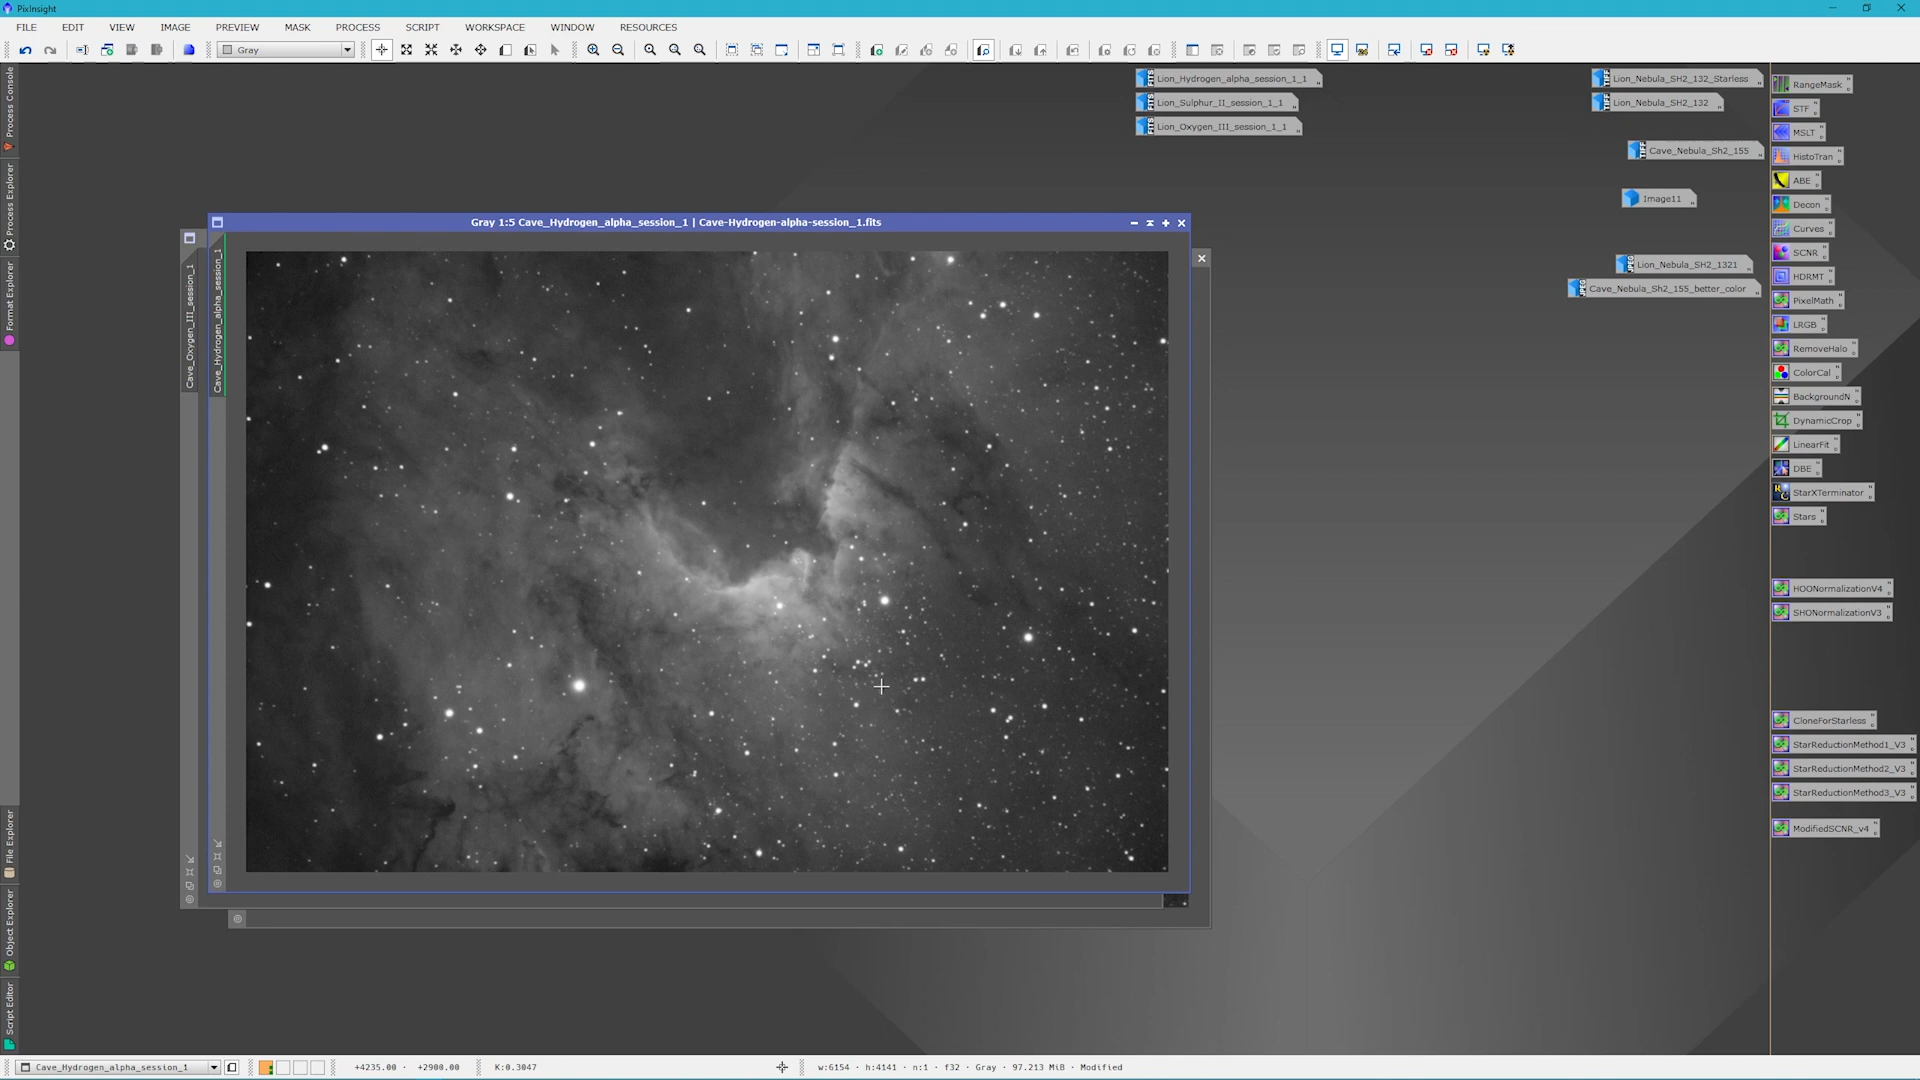 PixInsight
FILE EDIT VIEW IMAGE PREVIEW MASK PROCESS SCRIPT WORKSPACE WINDOW RESOURCES
Gray
Process Console
Process Explorer
Format Explorer
File Explorer
Object Explorer
Script Editor
Lion_Hydrogen_alpha_session_1_1
Lion_Sulphur_II_session_1_1
Lion_Oxygen_III_session_1_1
Lion_Nebula_SH2_132_Starless
Lion_Nebula_SH2_132
Cave_Nebula_Sh2_155
Image11
Lion_Nebula_SH2_1321
Cave_Nebula_Sh2_155_better_color
Gray 1:5 Cave_Hydrogen_alpha_session_1 | Cave-Hydrogen-alpha-session_1.fits
Cave_Oxygen_III_session_1
Cave_Hydrogen_alpha_session_1
RangeMask
STF
MSLT
HistoTran
ABE
Decon
Curves
SCNR
HDRMT
PixelMath
LRGB
RemoveHalo
ColorCal
BackgroundN
DynamicCrop
LinearFit
DBE
StarXTerminator
Stars
HOONormalizationV4
SHONormalizationV3
CloneForStarless
StarReductionMethod1_V3
StarReductionMethod2_V3
StarReductionMethod3_V3
ModifiedSCNR_v4
Cave_Hydrogen_alpha_session_1 +4235.00 · +2900.00 K:0.3047 w:6154 · h:4141 · n:1 · f32 · Gray · 97.213 MiB · Modified